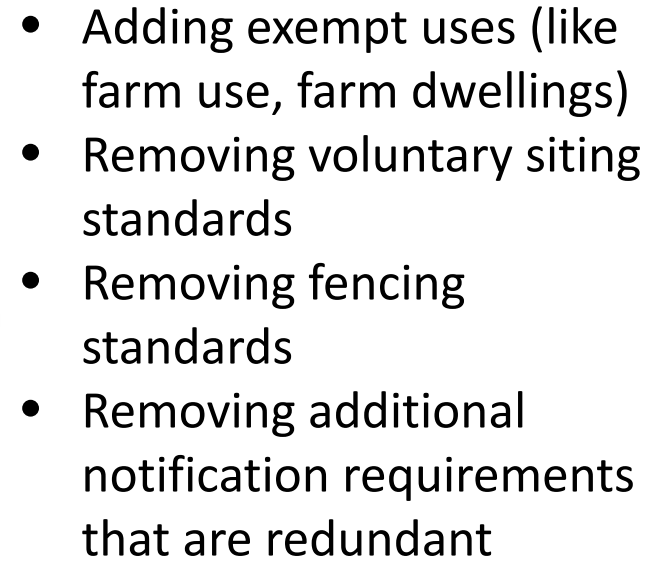 • Adding exempt uses (like
farm use, farm dwellings)
• Removing voluntary siting
standards
• Removing fencing
standards
• Removing additional
notification requirements
that are redundant